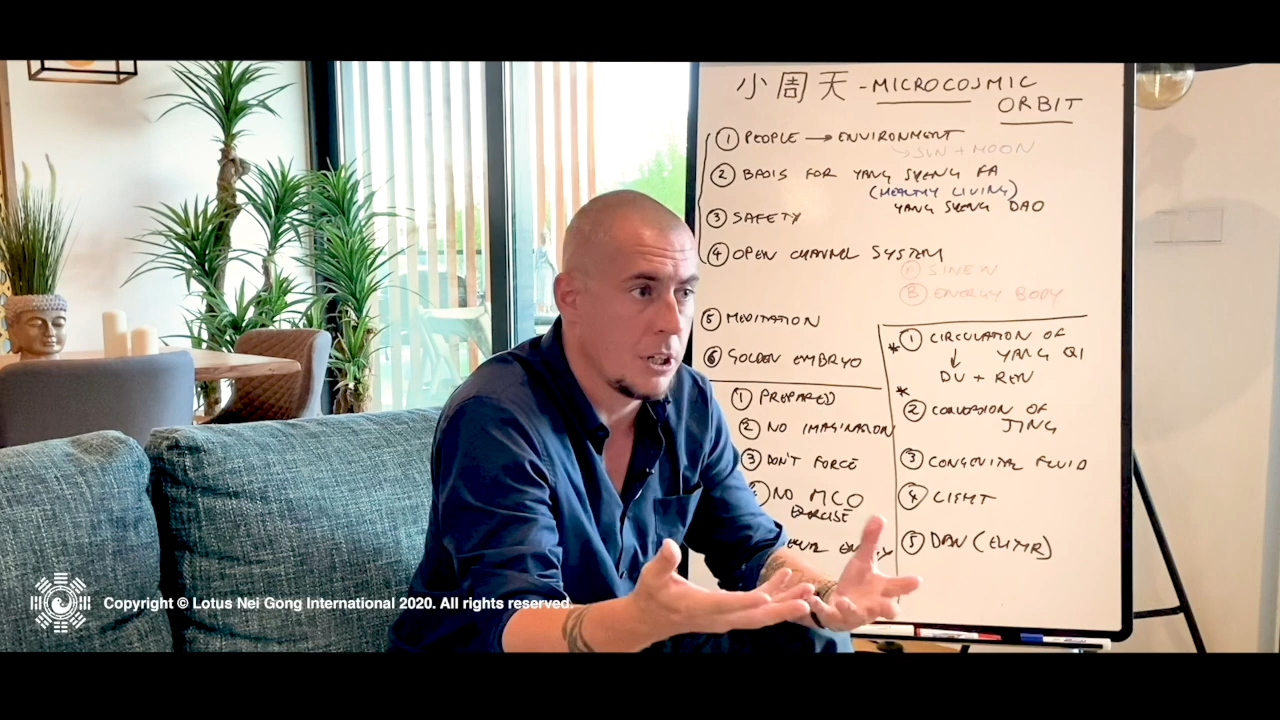 小周天 - MICROCOSMIC
ORBIT
① PEOPLE → ENVIRONMENT
↳ SUN + MOON
② BASIS FOR YANG SHENG FA
(HEALTHY LIVING)
YANG SHENG DAO
③ SAFETY
④ OPEN CHANNEL SYSTEM
Ⓐ SINEW
Ⓑ ENERGY BODY
⑤ MEDITATION
⑥ GOLDEN EMBRYO
① PREPARED
② NO IMAGINATION
③ DON'T FORCE
NO MCO
EXERCISE
* ① CIRCULATION OF
↓ YANG QI
DU + REN
* ② CONVERSION OF
JING
③ CONGENITAL FLUID
④ LIGHT
⑤ DAN (ELIXIR)
Copyright © Lotus Nei Gong International 2020. All rights reserved.